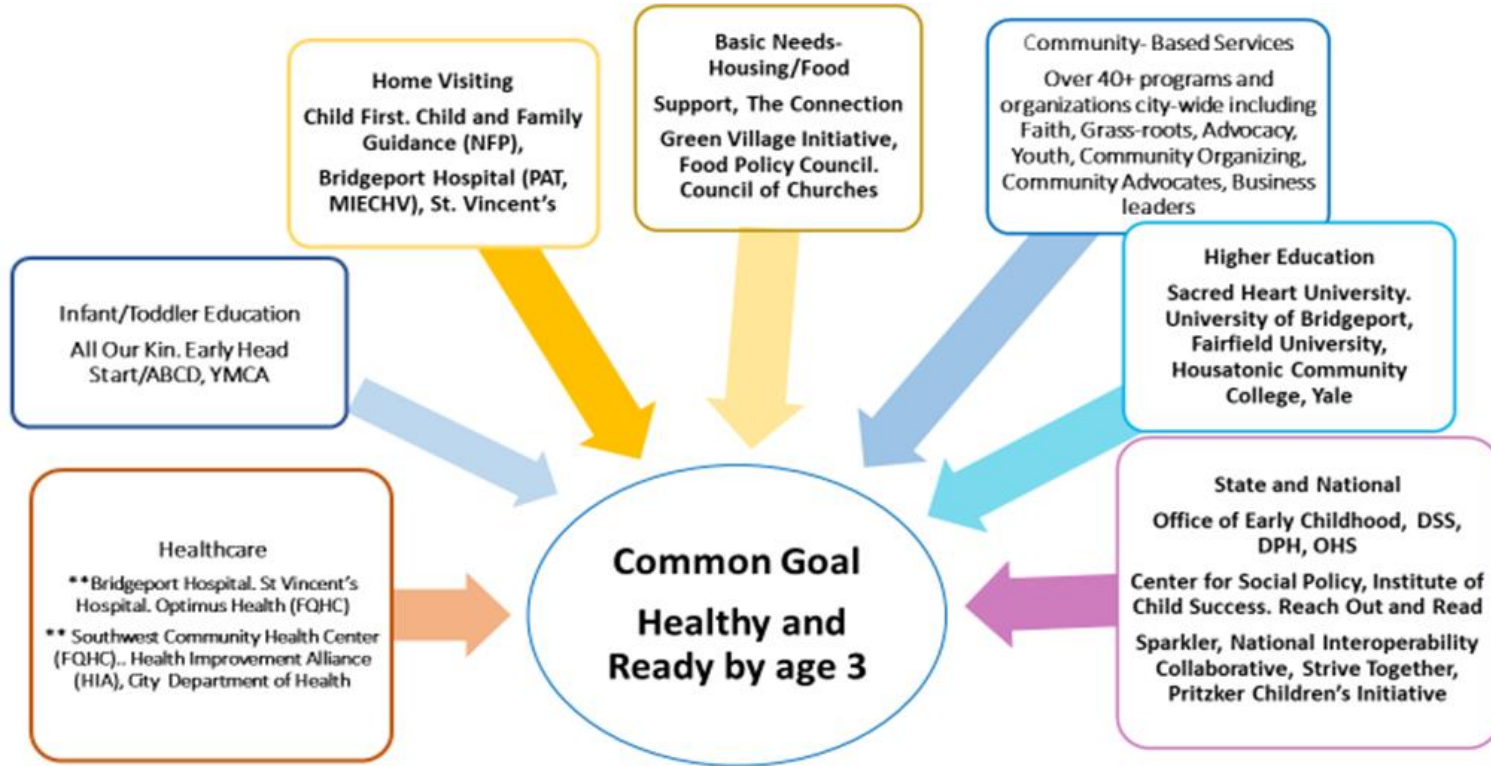 Home Visiting
Child First. Child and Family
Guidance (NFP),
Bridgeport Hospital (PAT,
MIECHV), St. Vincent's
Basic Needs-
Housing/Food
Support, The Connection
Green Village Initiative,
Food Policy Council.
Council of Churches
Community- Based Services
Over 40+ programs and
organizations city-wide including
Faith, Grass-roots, Advocacy,
Youth, Community Organizing,
Community Advocates, Business
leaders
Infant/Toddler Education
All Our Kin. Early Head
Start/ABCD, YMCA
Higher Education
Sacred Heart University.
University of Bridgeport,
Fairfield University,
Housatonic Community
College, Yale
Healthcare
**Bridgeport Hospital. St Vincent's
Hospital. Optimus Health (FQHC)
** Southwest Community Health Center
(FQHC).. Health Improvement Alliance
(HIA), City Department of Health
Common Goal
Healthy and
Ready by age 3
State and National
Office of Early Childhood, DSS,
DPH, OHS
Center for Social Policy, Institute of
Child Success. Reach Out and Read
Sparkler, National Interoperability
Collaborative, Strive Together,
Pritzker Children's Initiative